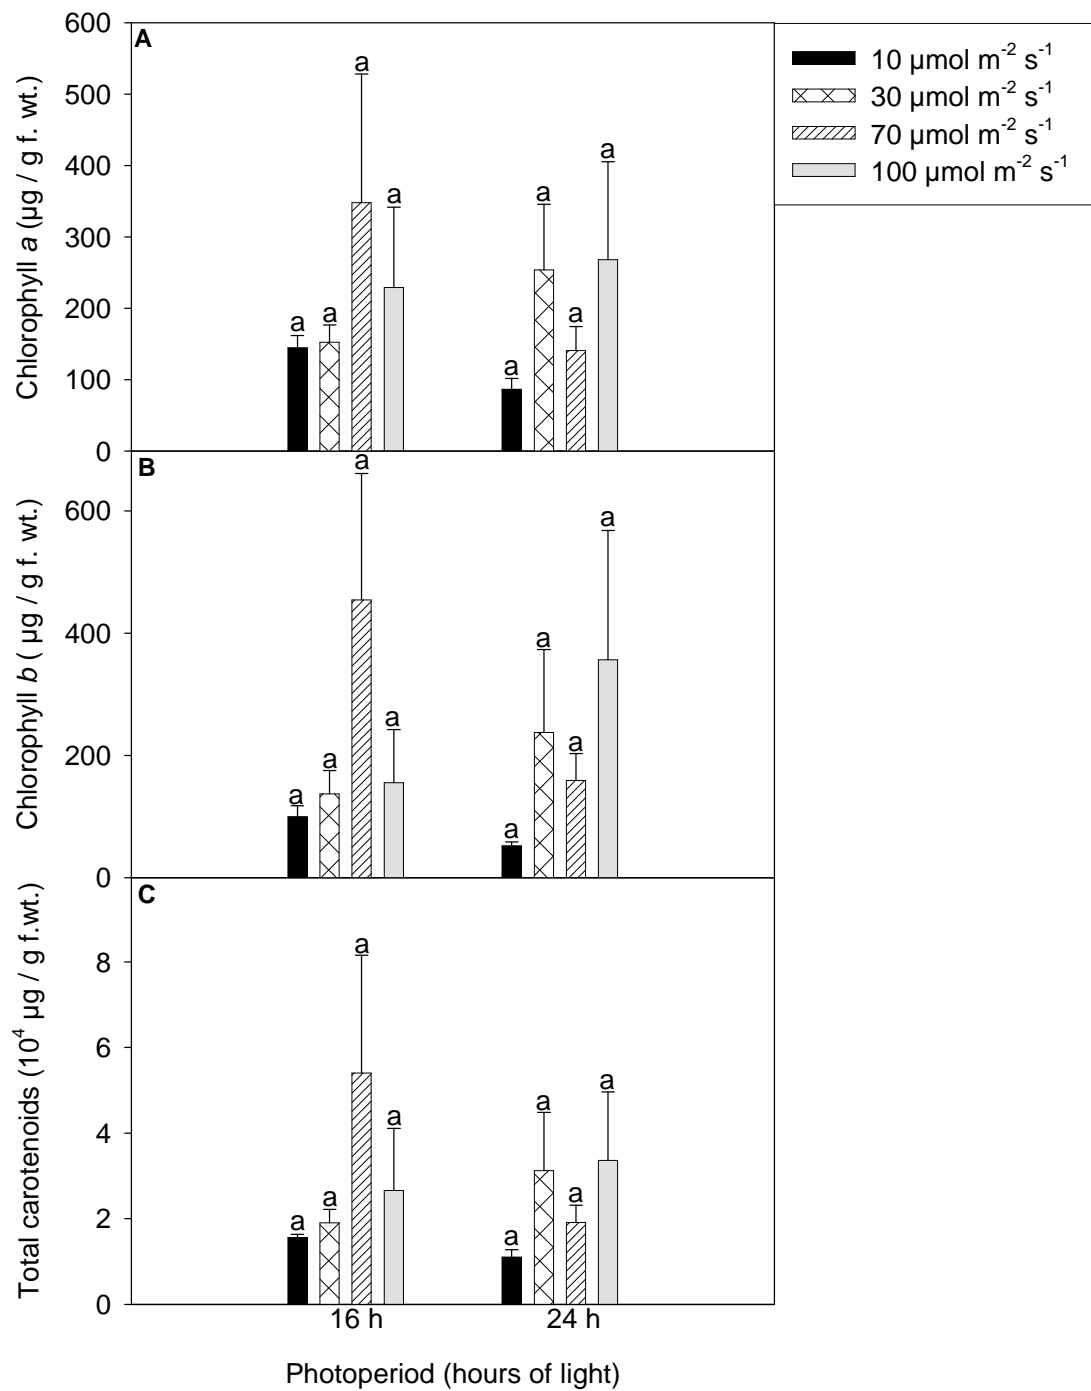 A
Chlorophyll a (µg / g f. wt.)
600
500
400
300
200
100
0
a
a
a
a
a
a
a
a
10 µmol m⁻² s⁻¹
30 µmol m⁻² s⁻¹
70 µmol m⁻² s⁻¹
100 µmol m⁻² s⁻¹
B
Chlorophyll b ( µg / g f. wt.)
600
400
200
0
a
a
a
a
a
a
a
a
C
Total carotenoids (10⁴ µg / g f.wt.)
8
6
4
2
0
a
a
a
a
a
a
a
a
16 h
24 h
Photoperiod (hours of light)